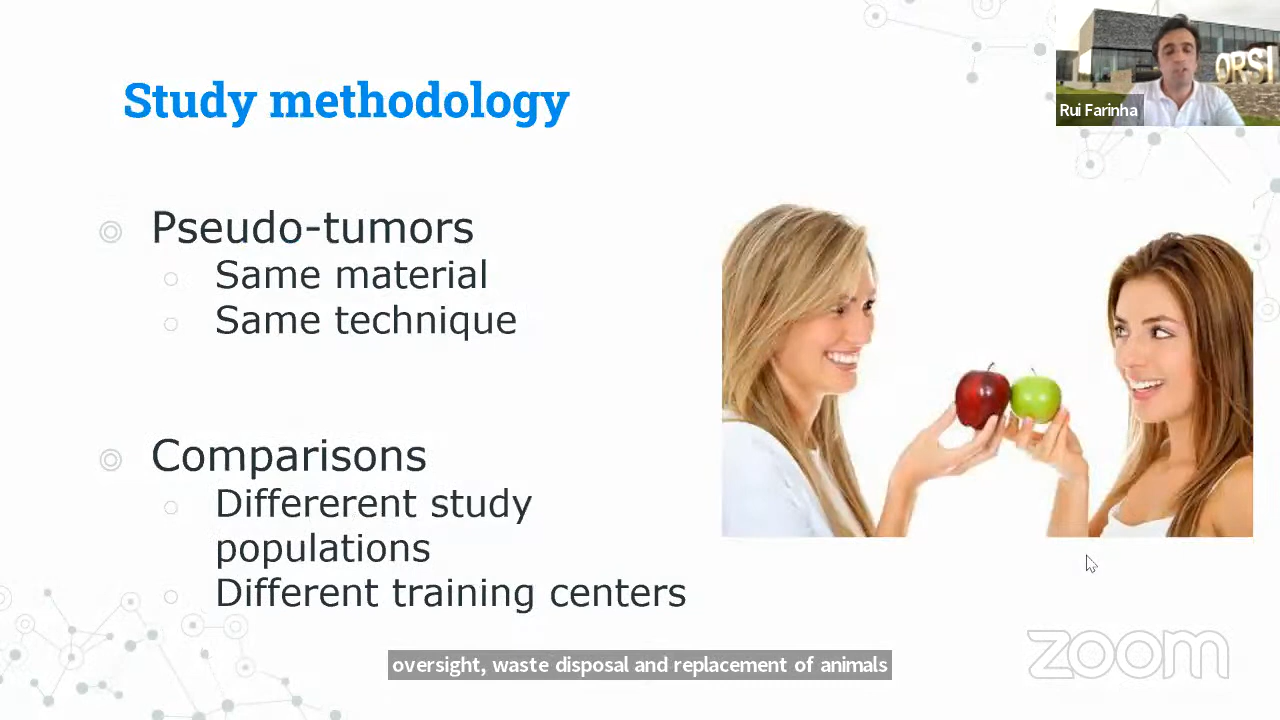 ORSI
Rui Farinha
Study methodology
Pseudo-tumors
Same material
Same technique
Comparisons
Differerent study
populations
Different training centers
oversight, waste disposal and replacement of animals
zoom